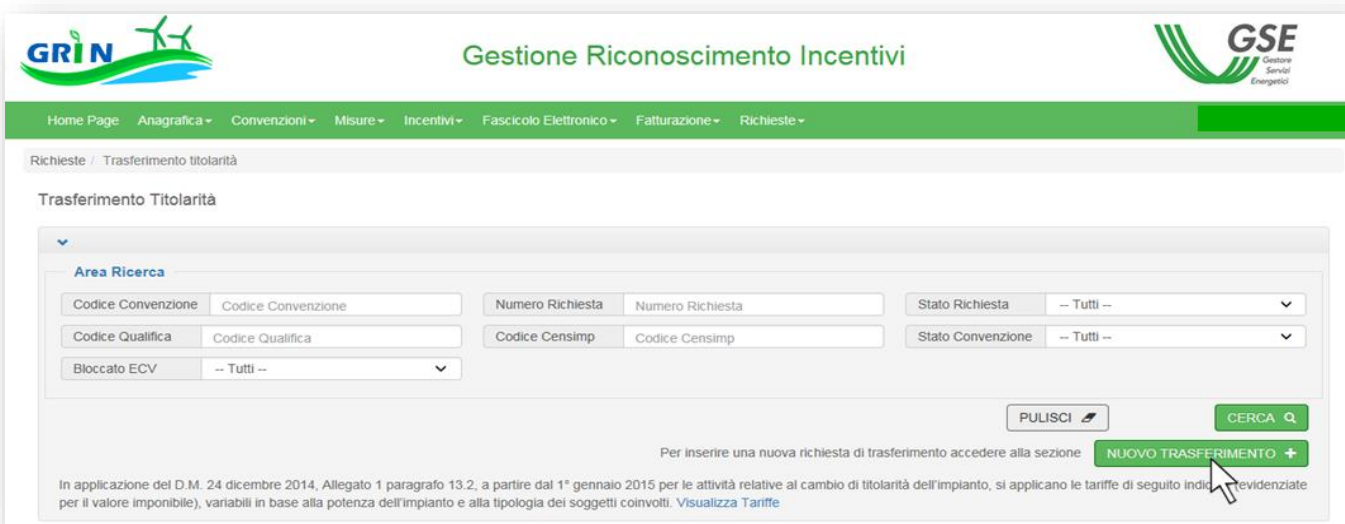 GRÌN
Gestione Riconoscimento Incentivi
GSE
Gestore
Servizi
Energetici
Home Page Anagrafica Convenzioni Misure Incentivi Fascicolo Elettronico Fatturazione Richieste
Richieste / Trasferimento titolarità
Trasferimento Titolarità
Area Ricerca
Codice Convenzione Codice Convenzione Numero Richiesta Numero Richiesta Stato Richiesta -- Tutti --
Codice Qualifica Codice Qualifica Codice Censimp Codice Censimp Stato Convenzione -- Tutti --
Bloccato ECV -- Tutti --
PULISCI CERCA
Per inserire una nuova richiesta di trasferimento accedere alla sezione NUOVO TRASFERIMENTO +
In applicazione del D.M. 24 dicembre 2014, Allegato 1 paragrafo 13.2, a partire dal 1° gennaio 2015 per le attività relative al cambio di titolarità dell'impianto, si applicano le tariffe di seguito (evidenziate
per il valore imponibile), variabili in base alla potenza dell'impianto e alla tipologia dei soggetti coinvolti. Visualizza Tariffe